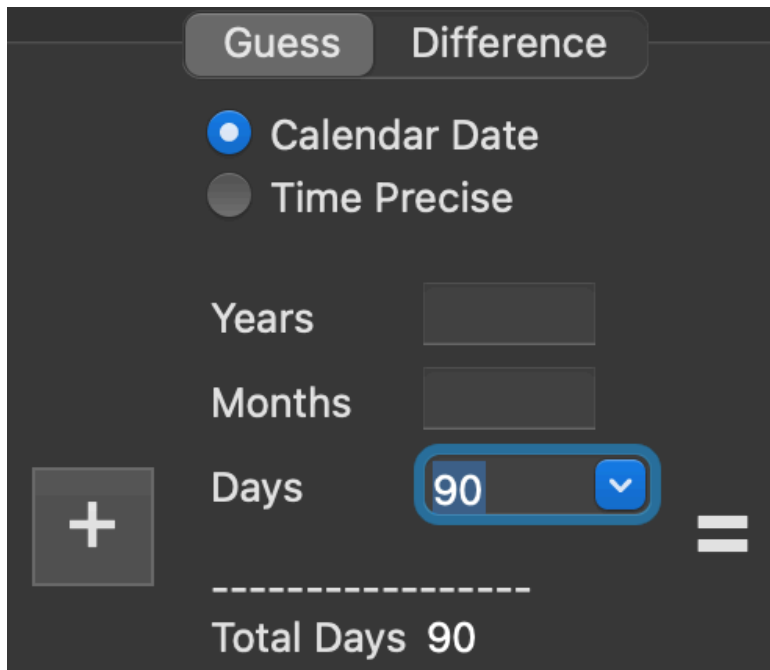 Guess Difference
Calendar Date
Time Precise
Years
Months
Days 90
+ =
------------------
Total Days 90